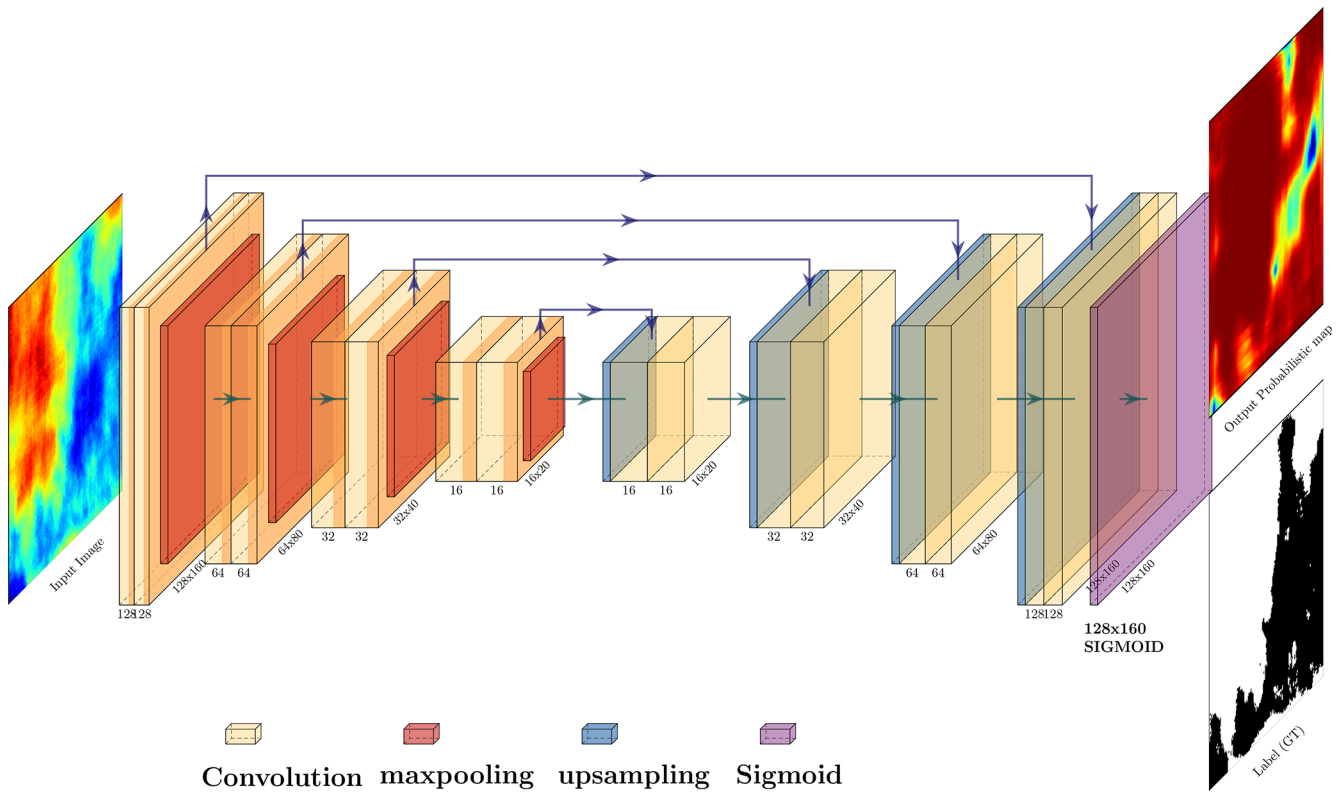 Input Image
128
128
128x160
64
64
64x80
32
32
32x40
16
16
16x20
16
16
16x20
32
32
32x40
64
64
64x80
128
128
128x160
128x160
128x160
SIGMOID
Output Probabilistic map
Label (GT)
Convolution
maxpooling
upsampling
Sigmoid